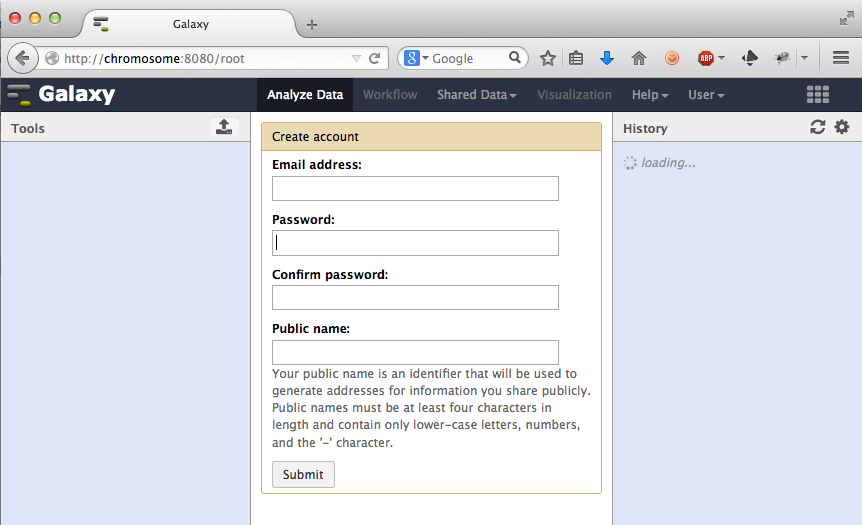 Galaxy
http://chromosome:8080/root
8
Google
ABP
Galaxy
Analyze Data
Workflow
Shared Data
Visualization
Help
User
Tools
History
loading...
Create account
Email address:
Password:
Confirm password:
Public name:
Your public name is an identifier that will be used to
generate addresses for information you share publicly.
Public names must be at least four characters in
length and contain only lower-case letters, numbers,
and the '-' character.
Submit